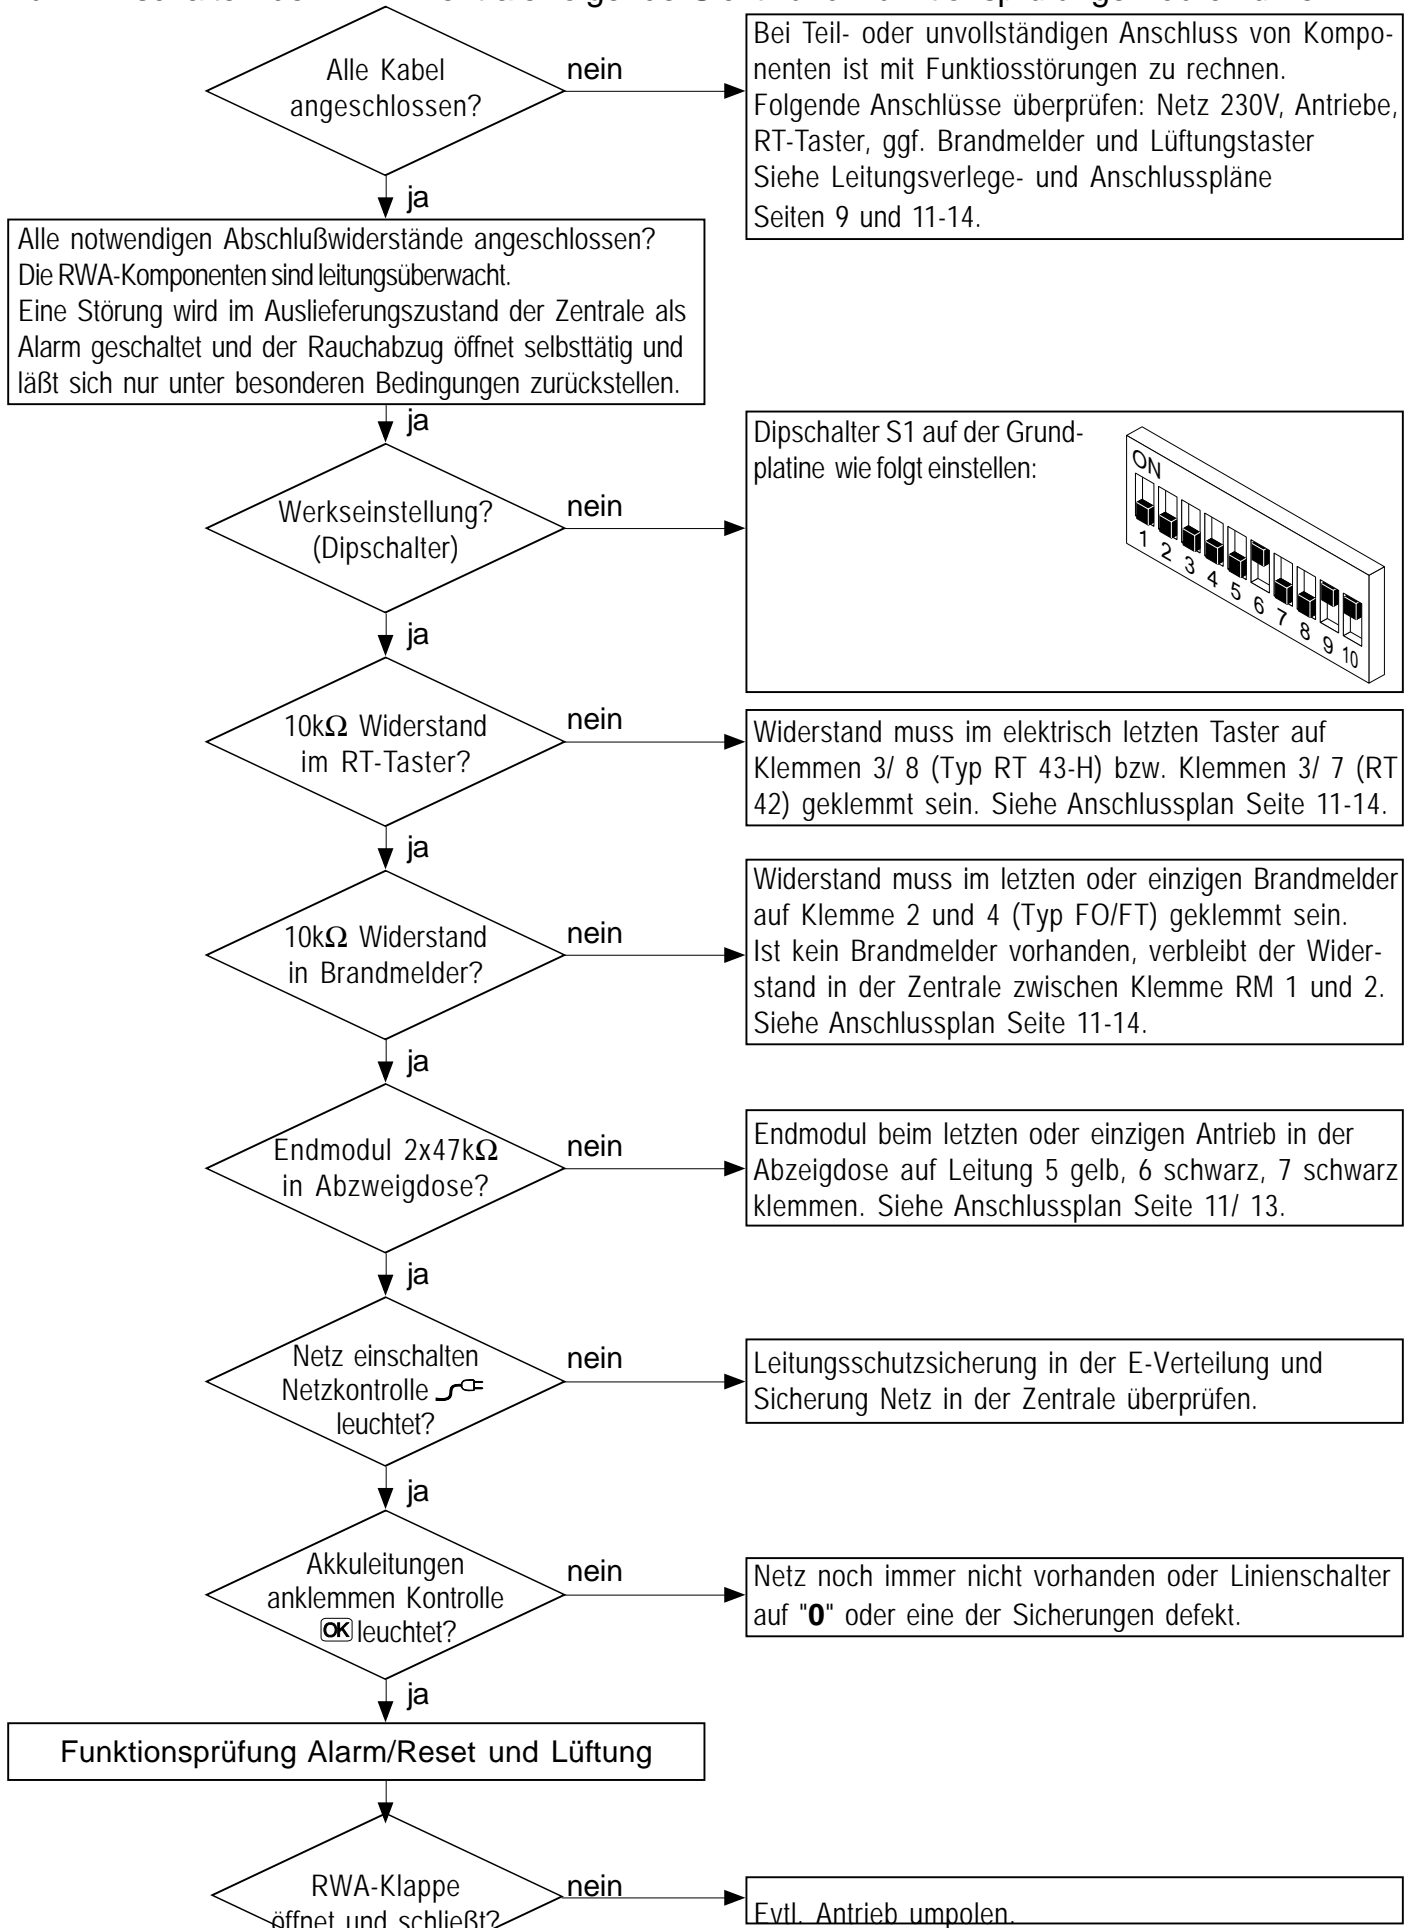 Alle Kabel
angeschlossen?
nein
Bei Teil- oder unvollständigen Anschluss von Kompo-
nenten ist mit Funktiosstörungen zu rechnen.
Folgende Anschlüsse überprüfen: Netz 230V, Antriebe,
RT-Taster, ggf. Brandmelder und Lüftungstaster
Siehe Leitungsverlege- und Anschlusspläne
Seiten 9 und 11-14.
ja
Alle notwendigen Abschlußwiderstände angeschlossen?
Die RWA-Komponenten sind leitungsüberwacht.
Eine Störung wird im Auslieferungszustand der Zentrale als
Alarm geschaltet und der Rauchabzug öffnet selbsttätig und
läßt sich nur unter besonderen Bedingungen zurückstellen.
ja
Werkseinstellung?
(Dipschalter)
nein
Dipschalter S1 auf der Grund-
platine wie folgt einstellen:
ON
1 2 3 4 5 6 7 8 9 10
ja
10kΩ Widerstand
im RT-Taster?
nein
Widerstand muss im elektrisch letzten Taster auf
Klemmen 3/ 8 (Typ RT 43-H) bzw. Klemmen 3/ 7 (RT
42) geklemmt sein. Siehe Anschlussplan Seite 11-14.
ja
10kΩ Widerstand
in Brandmelder?
nein
Widerstand muss im letzten oder einzigen Brandmelder
auf Klemme 2 und 4 (Typ FO/FT) geklemmt sein.
Ist kein Brandmelder vorhanden, verbleibt der Wider-
stand in der Zentrale zwischen Klemme RM 1 und 2.
Siehe Anschlussplan Seite 11-14.
ja
Endmodul 2x47kΩ
in Abzweigdose?
nein
Endmodul beim letzten oder einzigen Antrieb in der
Abzeigdose auf Leitung 5 gelb, 6 schwarz, 7 schwarz
klemmen. Siehe Anschlussplan Seite 11/ 13.
ja
Netz einschalten
Netzkontrolle
leuchtet?
nein
Leitungsschutzsicherung in der E-Verteilung und
Sicherung Netz in der Zentrale überprüfen.
ja
Akkuleitungen
anklemmen Kontrolle
OK leuchtet?
nein
Netz noch immer nicht vorhanden oder Linienschalter
auf "0" oder eine der Sicherungen defekt.
ja
Funktionsprüfung Alarm/Reset und Lüftung
RWA-Klappe
öffnet und schließt?
nein
Evtl. Antrieb umpolen.